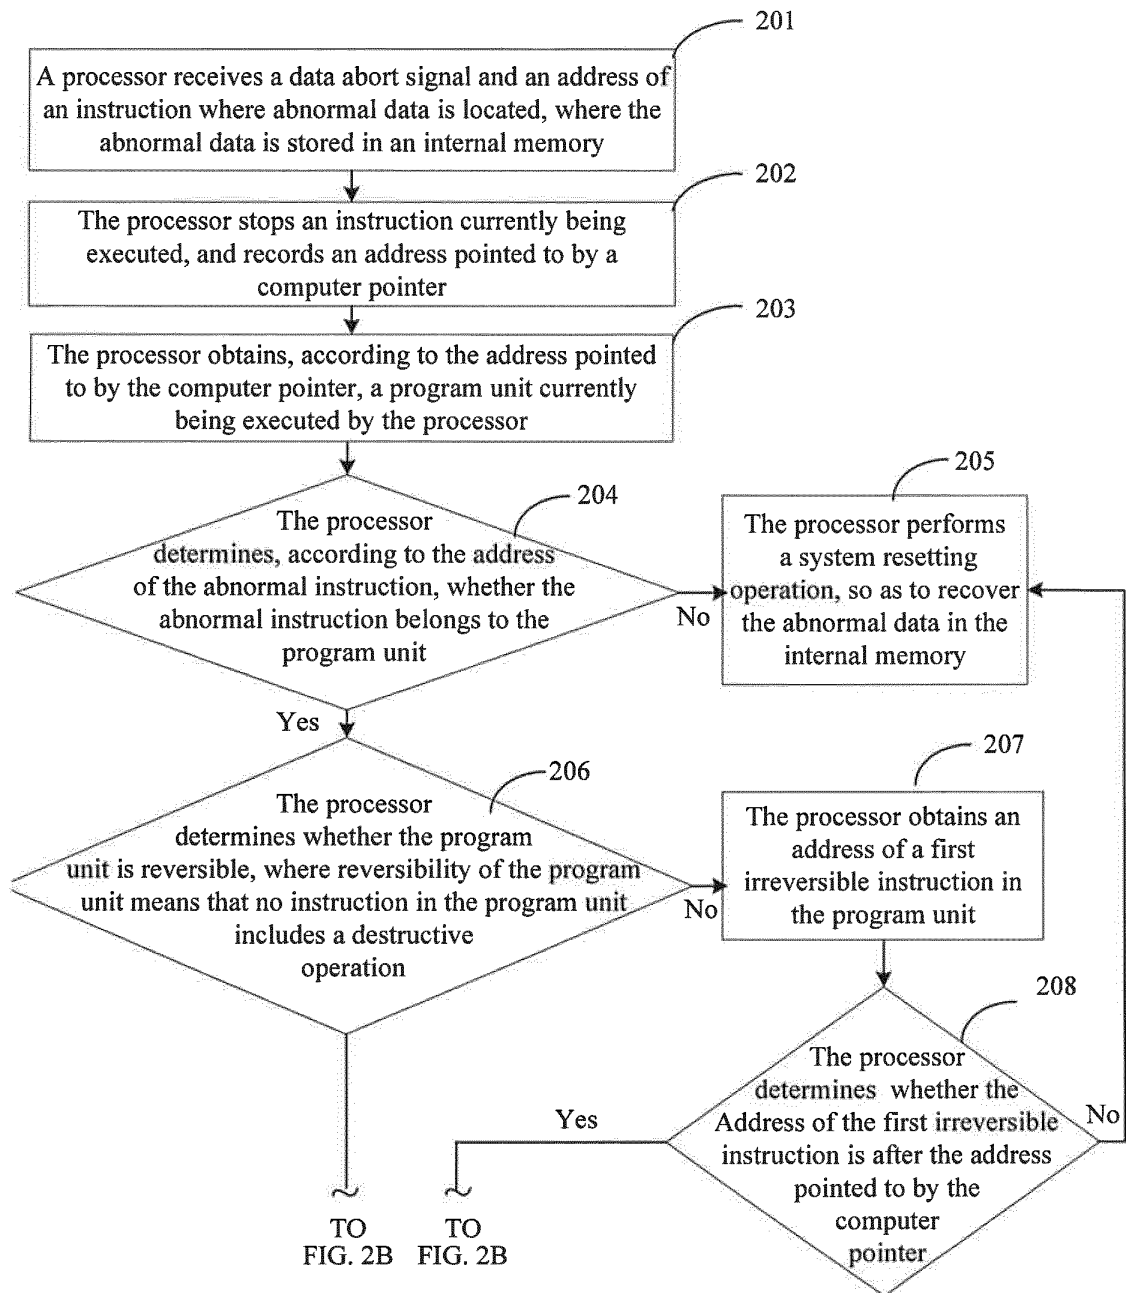 201
A processor receives a data abort signal and an address of
an instruction where abnormal data is located, where the
abnormal data is stored in an internal memory
202
The processor stops an instruction currently being
executed, and records an address pointed to by a
computer pointer
203
The processor obtains, according to the address pointed
to by the computer pointer, a program unit currently
being executed by the processor
204
The processor
determines, according to the address
of the abnormal instruction, whether the
abnormal instruction belongs to the
program unit
No
Yes
205
The processor performs
a system resetting
operation, so as to recover
the abnormal data in the
internal memory
206
The processor
determines whether the program
unit is reversible, where reversibility of the program
unit means that no instruction in the program unit
includes a destructive
operation
No
207
The processor obtains an
address of a first
irreversible instruction in
the program unit
208
The processor
determines whether the
Address of the first irreversible
instruction is after the address
pointed to by the
computer
pointer
Yes
No
TO
FIG. 2B
TO
FIG. 2B